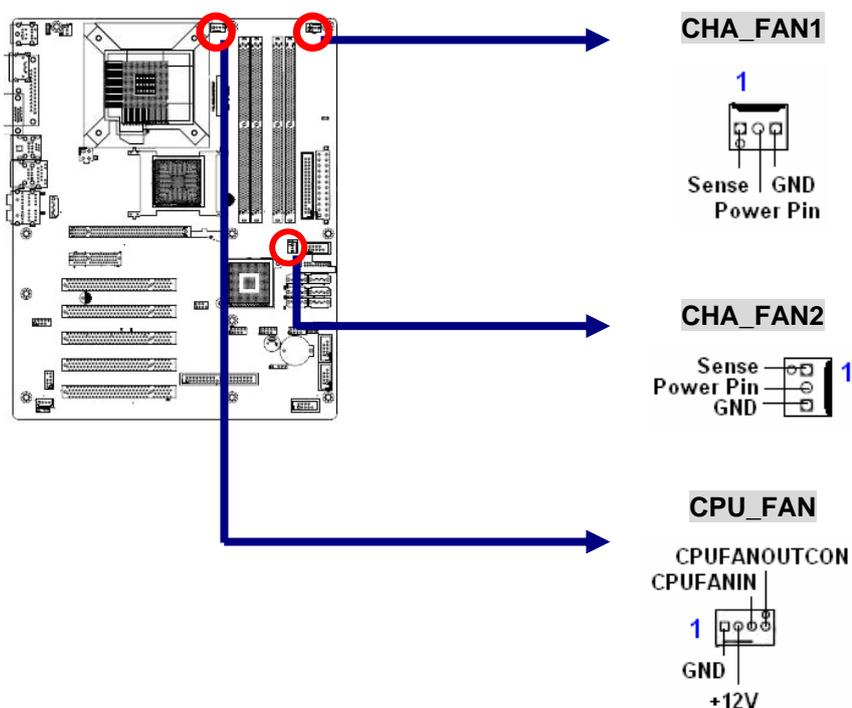 CHA_FAN1
1
Sense GND
Power Pin
CHA_FAN2
Sense
1
Power Pin
GND
CPU_FAN
CPUFANOUTCON
CPUFANIN
1
GND
+12V